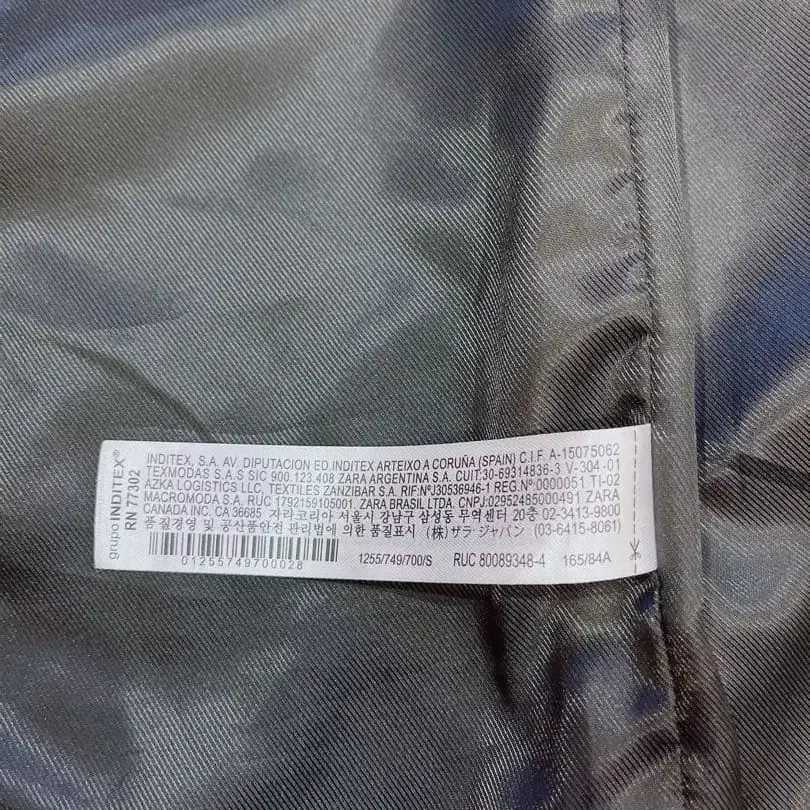 grupo INDITEX®
RN 77302
INDITEX, S.A. AV. DIPUTACION ED.INDITEX ARTEIXO A CORUÑA (SPAIN) C.I.F. A-15075062
TEXMODAS S.A.S SIC 900.123.408 ZARA ARGENTINA S.A. CUIT:30-69314836-3 V-304 -01
AZKA LOGISTICS LLC, TEXTILES ZANZIBAR S.A. RIF:NºJ30536946-1 REG.Nº:0000051 TI-02
MACROMODA S.A. RUC 1792159105001. ZARA BRASIL LTDA. CNPJ:02952485000491 ZARA
CANADA INC. CA 36685 자라 코리아 서울시 강남구 삼성동 무역센터 20층 02-3413-9800
품질경영 및 공산품안전 관리법에 의한 품질표시 (株) ザラ・ジャパン (03-6415-8061)
01255749700028
1255/749/700/S RUC 80089348-4 165/84A